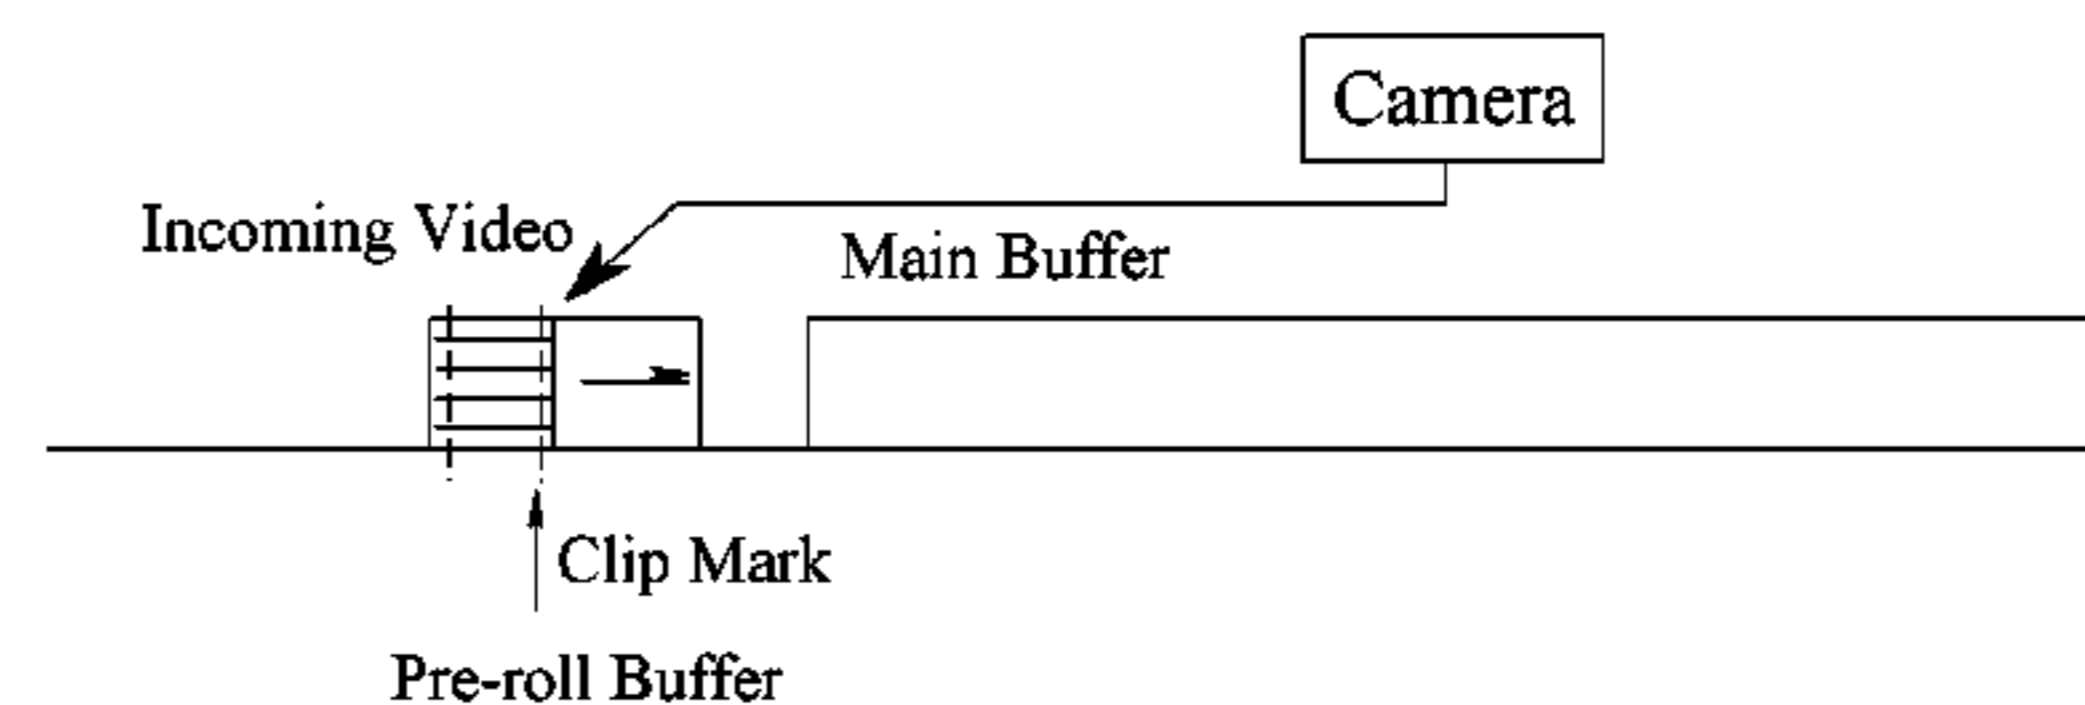 Camera
Incoming Video
Main Buffer
Clip Mark
Pre-roll Buffer